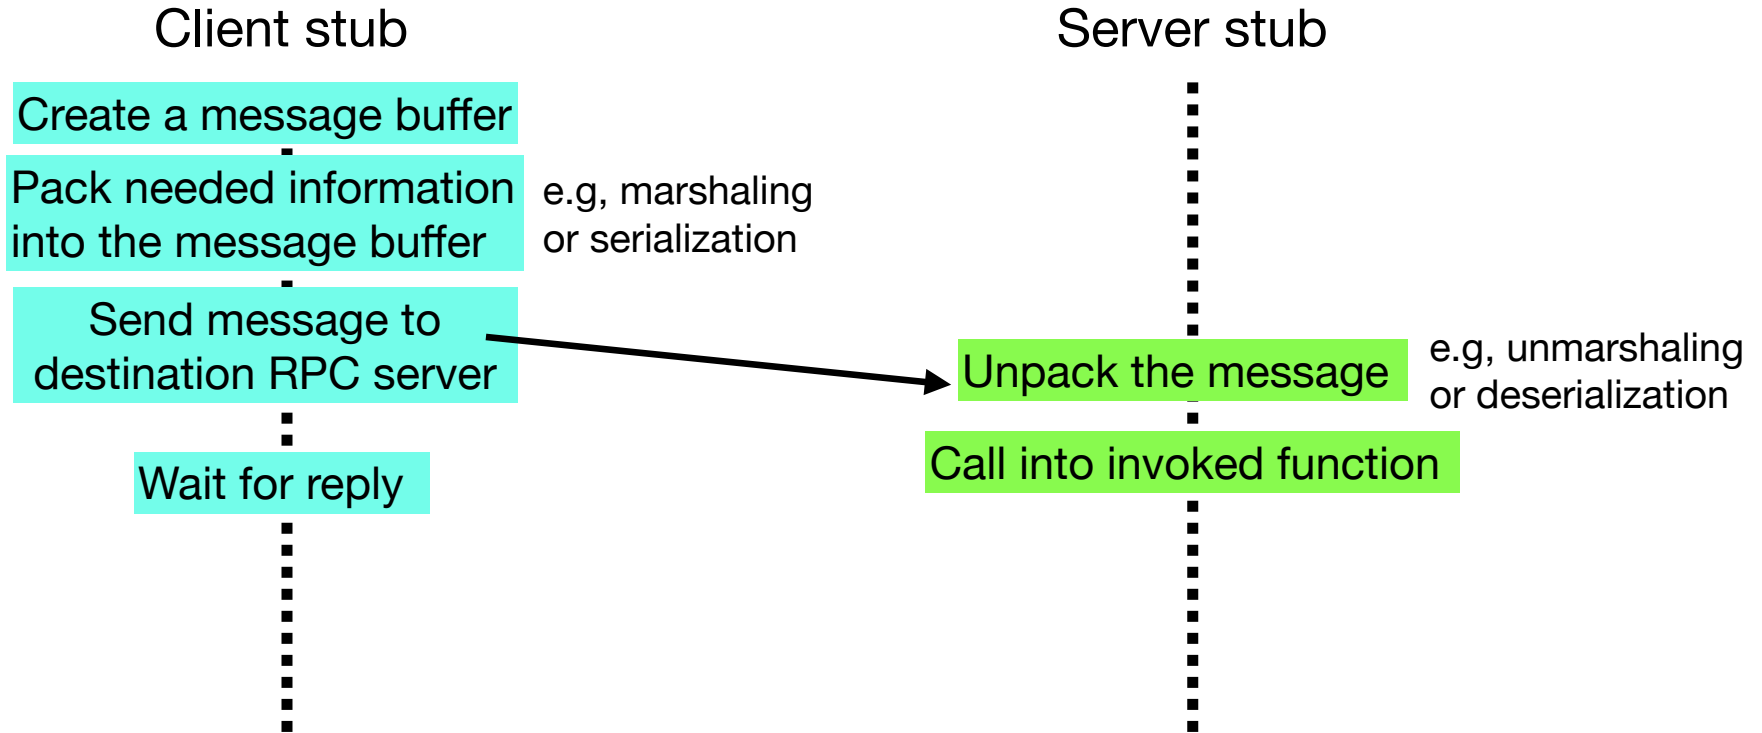 Client stub
Server stub
Create a message buffer
Pack needed information
into the message buffer
e.g, marshaling
or serialization
Send message to
destination RPC server
Unpack the message
e.g, unmarshaling
or deserialization
Call into invoked function
Wait for reply